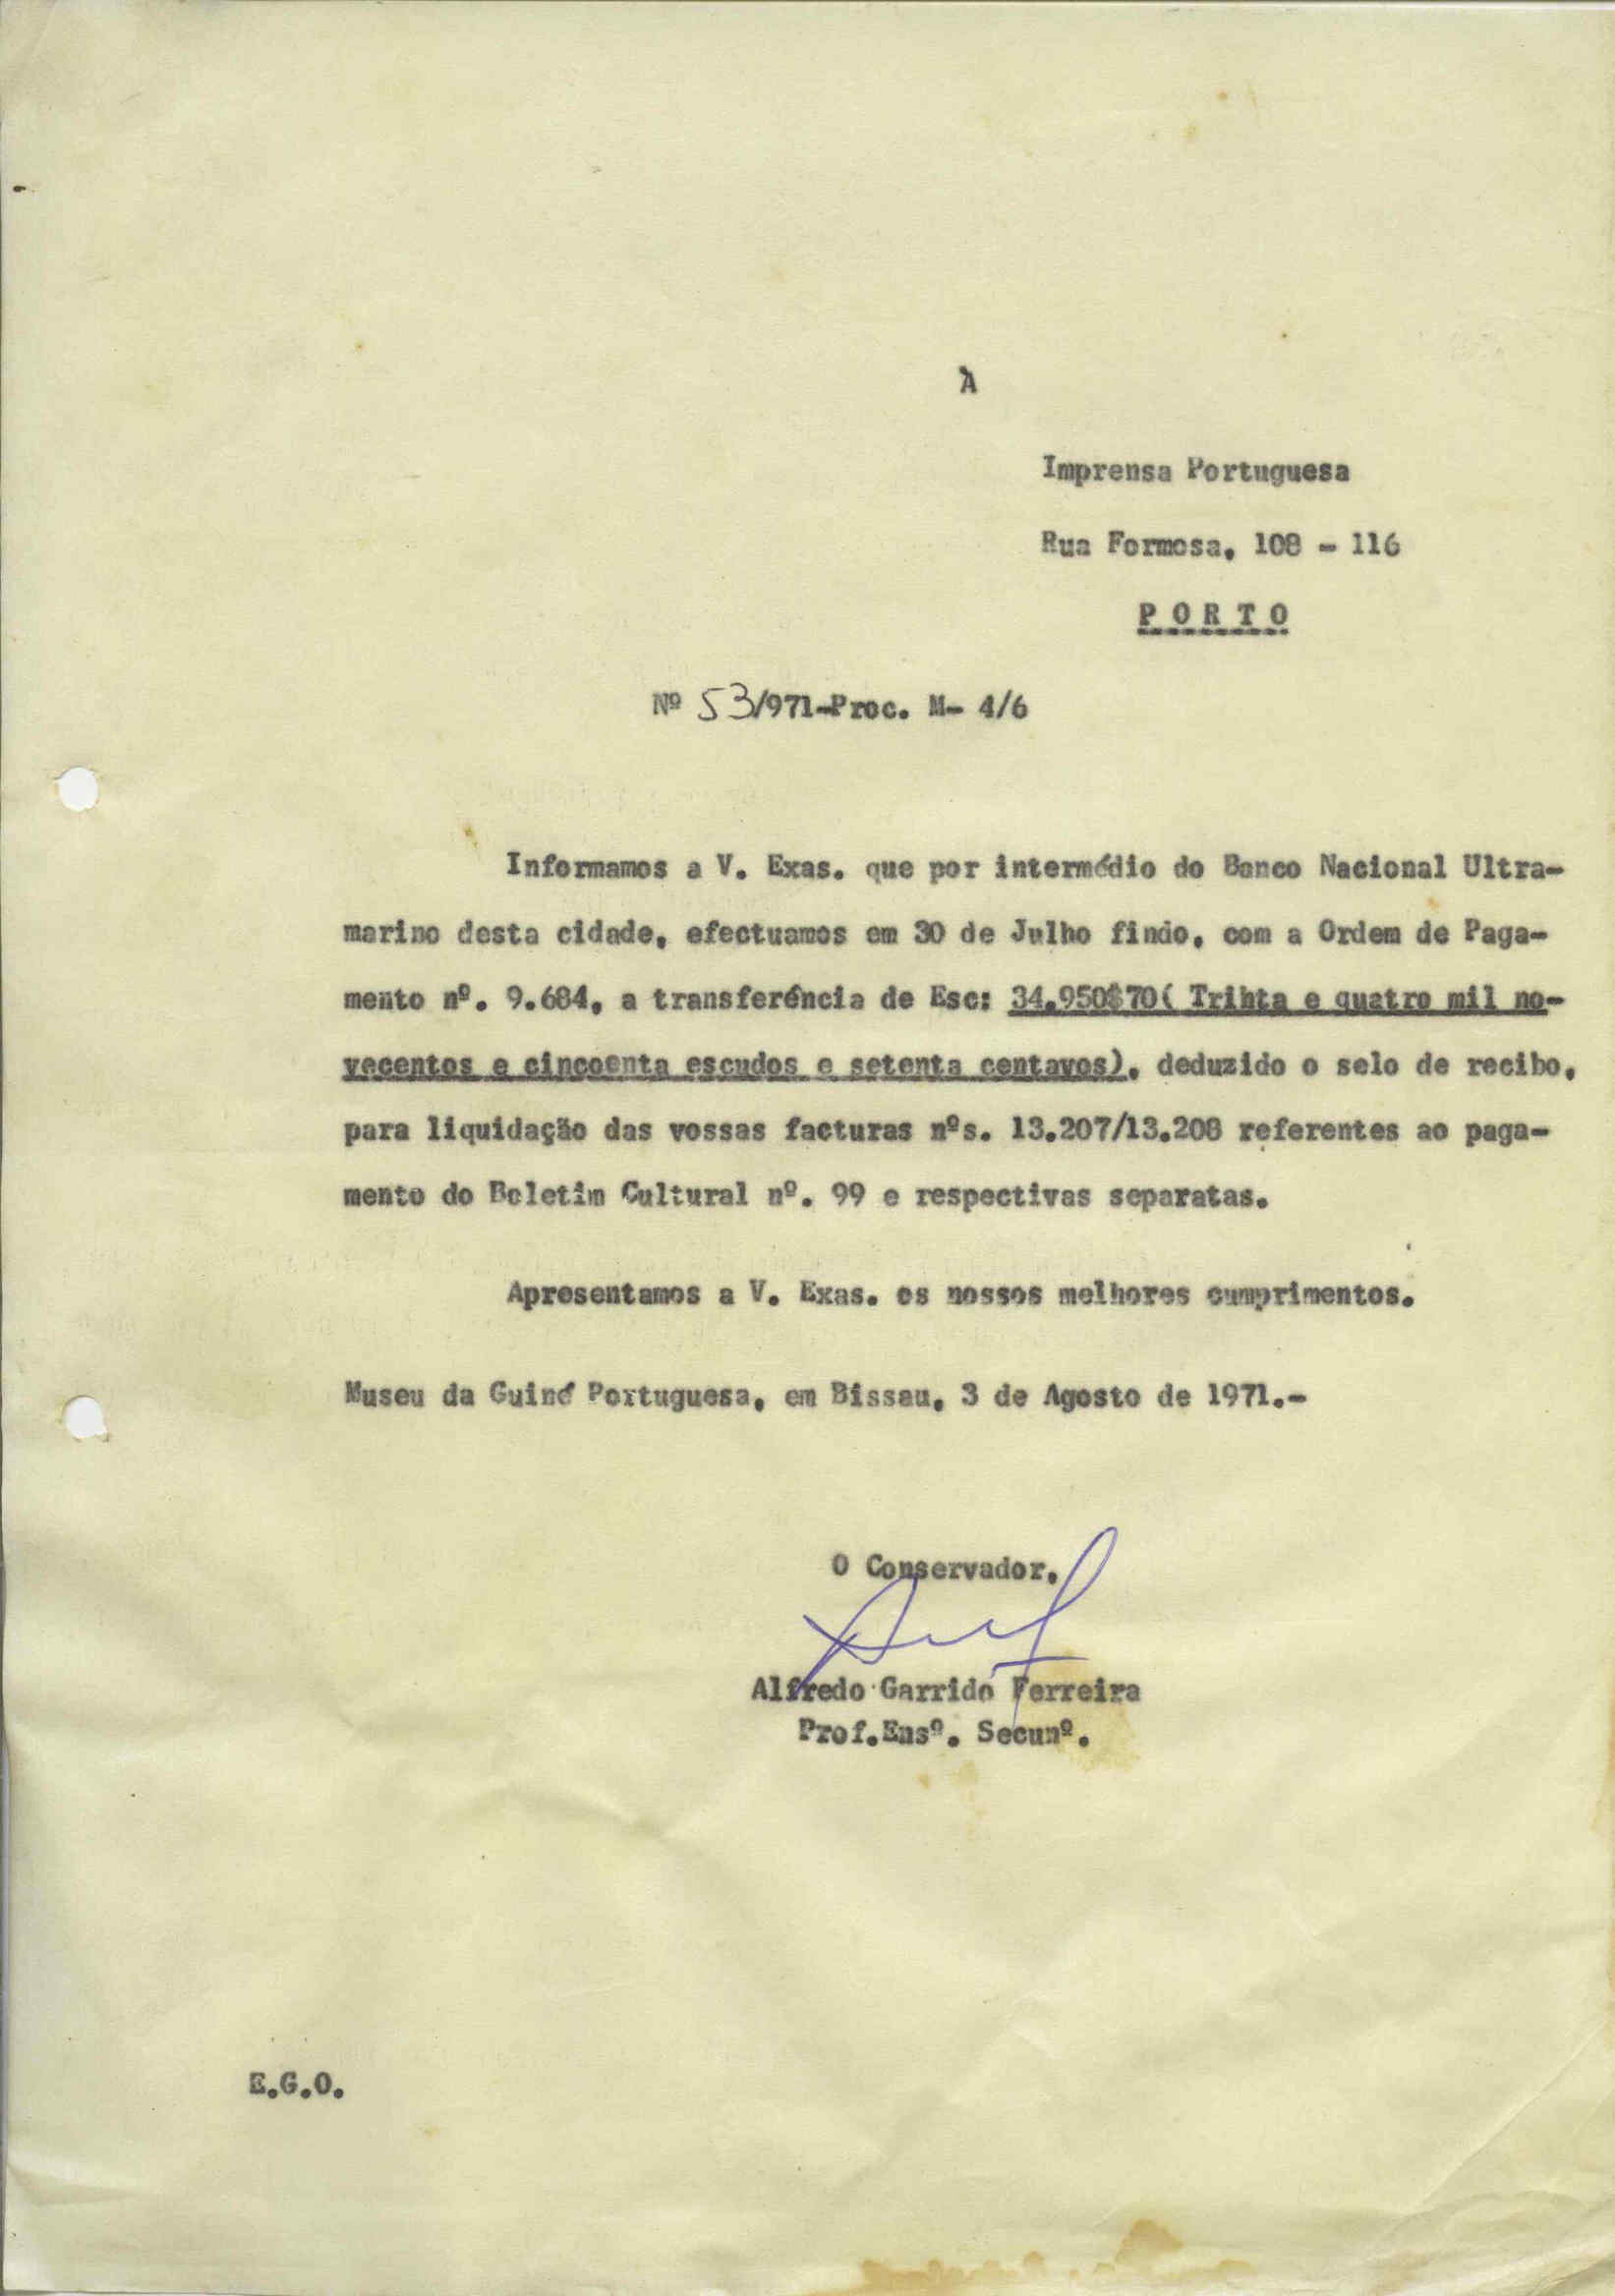 À
Imprensa Portuguesa
Rua Formosa, 108 - 116
P O R T O
Nº 53/971-Proc. M- 4/6
Informamos a V. Exas. que por intermédio do Banco Nacional Ultra-
marino desta cidade, efectuamos em 30 de Julho findo, com a Ordem de Paga-
mento nº. 9.684, a transferência de Esc: 34.950$70( Trihta e quatro mil no-
vecentos e cincoenta escudos e setenta centavos), deduzido o selo de recibo,
para liquidação das vossas facturas nºs. 13.207/13.208 referentes ao paga-
mento do Boletim Cultural nº. 99 e respectivas separatas.
Apresentamos a V. Exas. os nossos melhores cumprimentos.
Museu da Guiné Portuguesa, em Bissau, 3 de Agosto de 1971.-
O Conservador,
Alfredo Garrido Ferreira
Prof.Ensº. Secunº.
E.G.O.